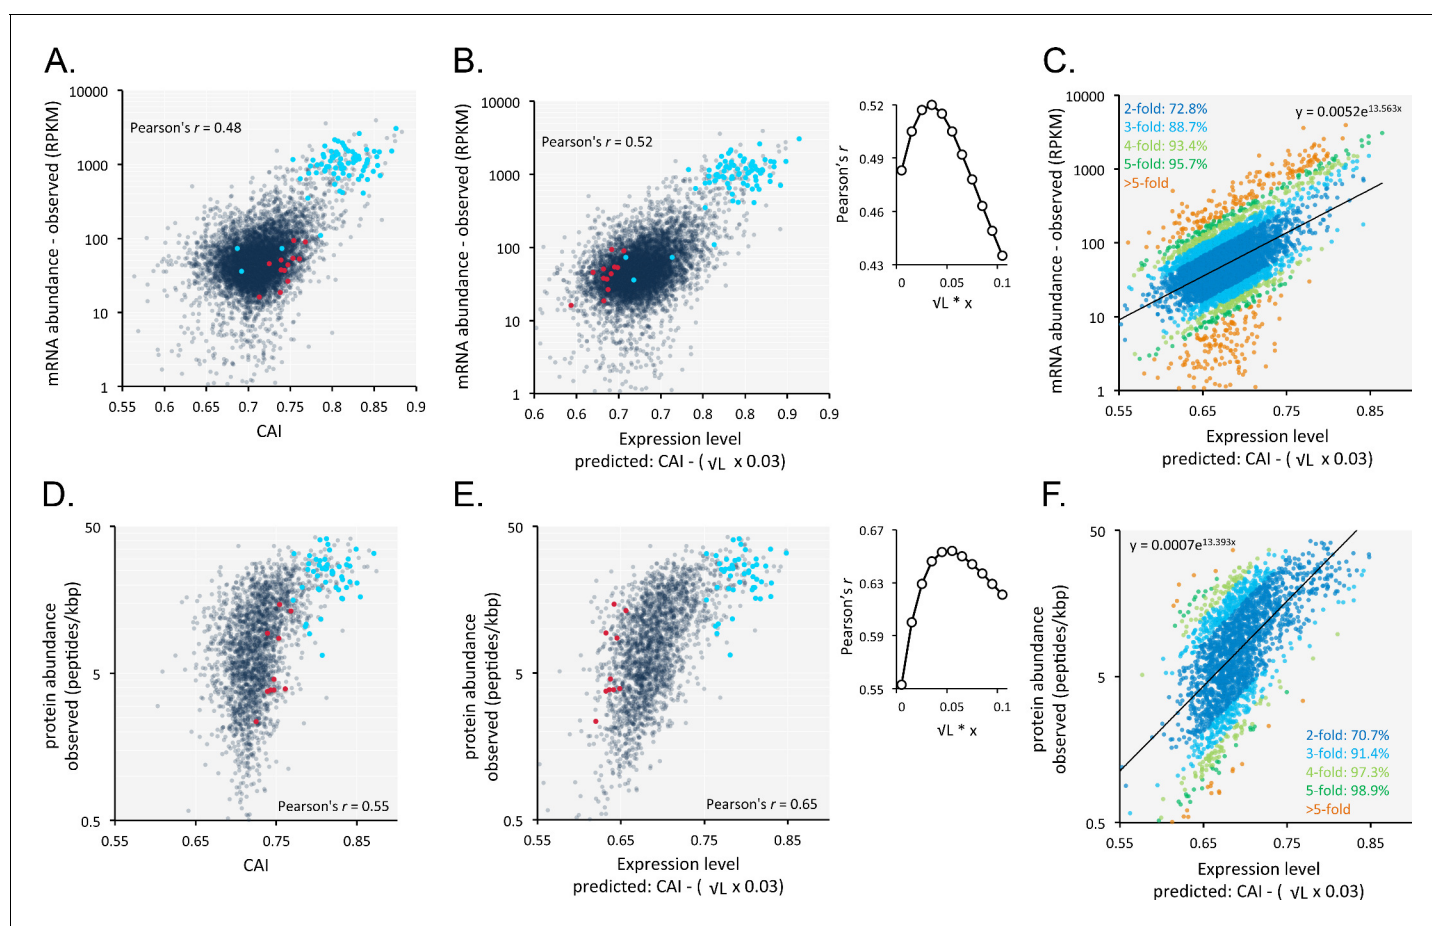 A.
mRNA abundance - observed (RPKM)
10000
1000
100
10
1
Pearson's r = 0.48
0.55
0.6
0.65
0.7
0.75
0.8
0.85
0.9
CAI
B.
mRNA abundance - observed (RPKM)
10000
1000
100
10
1
Pearson's r = 0.52
0.6
0.6
0.7
0.7
0.8
0.8
0.9
0.9
Expression level
predicted: CAI - ( √L x 0.03)
Pearson's r
0.52
0.49
0.46
0.43
0
0.05
0.1
√L * x
C.
mRNA abundance - observed (RPKM)
10000
1000
100
10
1
2-fold: 72.8%
3-fold: 88.7%
4-fold: 93.4%
5-fold: 95.7%
>5-fold
y = 0.0052e^13.563x
0.55
0.65
0.75
0.85
Expression level
predicted: CAI - ( √L x 0.03)
D.
protein abundance
observed (peptides/kbp)
50
5
0.5
Pearson's r = 0.55
0.55
0.65
0.75
0.85
CAI
E.
protein abundance
observed (peptides/kbp)
50
5
0.5
Pearson's r = 0.65
0.55
0.65
0.75
0.85
Expression level
predicted: CAI - ( √L x 0.03)
Pearson's r
0.67
0.63
0.59
0.55
0
0.05
0.1
√L * x
F.
protein abundance
observed (peptides/kbp)
50
5
0.5
y = 0.0007e^13.393x
2-fold: 70.7%
3-fold: 91.4%
4-fold: 97.3%
5-fold: 98.9%
>5-fold
0.55
0.65
0.75
0.85
Expression level
predicted: CAI - ( √L x 0.03)